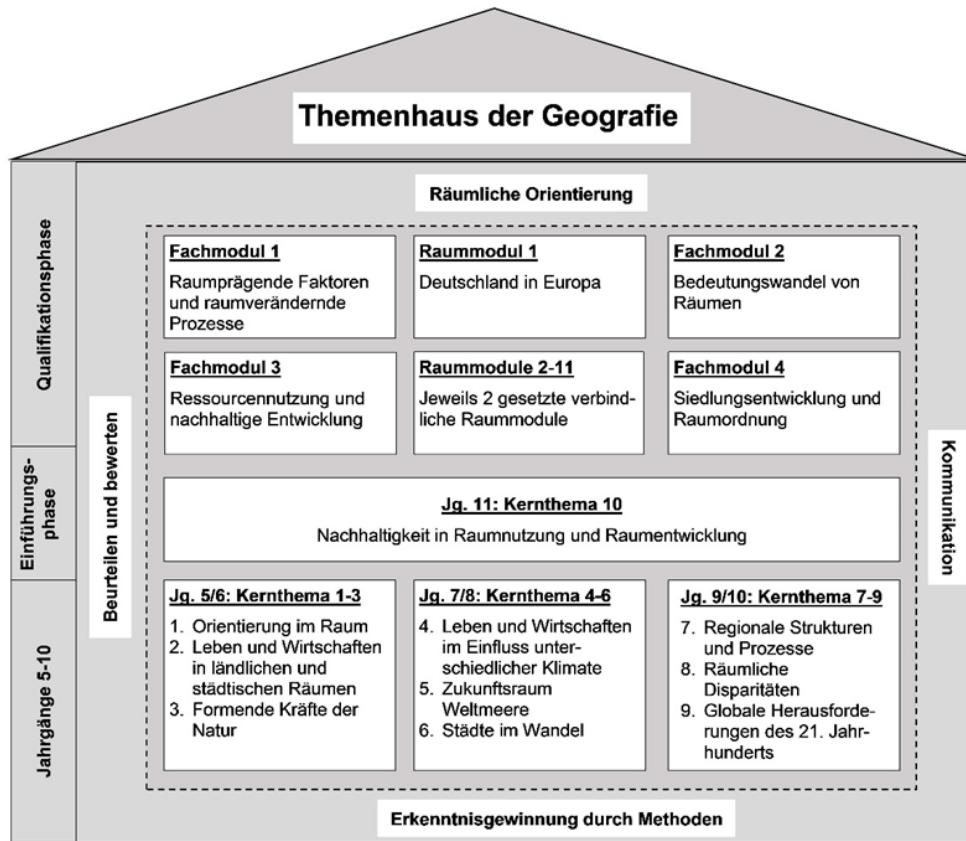 Themenhaus der Geografie
Qualifikationsphase
Einführungs-
phase
Jahrgänge 5-10
Räumliche Orientierung
Beurteilen und bewerten
Fachmodul 1
Raumprägende Faktoren
und raumverändernde
Prozesse
Raummodul 1
Deutschland in Europa
Fachmodul 2
Bedeutungswandel von
Räumen
Fachmodul 3
Ressourcennutzung und
nachhaltige Entwicklung
Raummodule 2-11
Jeweils 2 gesetzte verbind-
liche Raummodule
Fachmodul 4
Siedlungsentwicklung und
Raumordnung
Jg. 11: Kernthema 10
Nachhaltigkeit in Raumnutzung und Raumentwicklung
Jg. 5/6: Kernthema 1-3
1. Orientierung im Raum
2. Leben und Wirtschaften
in ländlichen und
städtischen Räumen
3. Formende Kräfte der
Natur
Jg. 7/8: Kernthema 4-6
4. Leben und Wirtschaften
im Einfluss unter-
schiedlicher Klimate
5. Zukunftsraum
Weltmeere
6. Städte im Wandel
Jg. 9/10: Kernthema 7-9
7. Regionale Strukturen
und Prozesse
8. Räumliche
Disparitäten
9. Globale Herausforde-
rungen des 21. Jahr-
hunderts
Kommunikation
Erkenntnisgewinnung durch Methoden